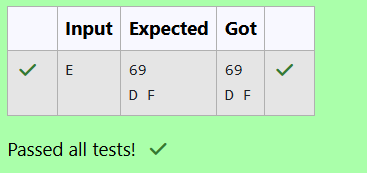 Input Expected Got
E 69 69
D F D F
Passed all tests!